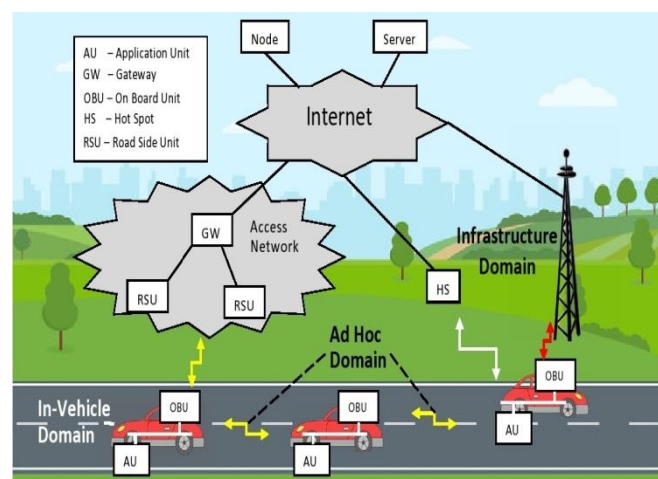 Node
Server
AU – Application Unit
GW – Gateway
OBU – On Board Unit
HS – Hot Spot
RSU – Road Side Unit
Internet
GW
Access
Network
RSU
RSU
Infrastructure
Domain
HS
Ad Hoc
Domain
OBU
In-Vehicle
Domain
OBU
OBU
AU
AU
AU